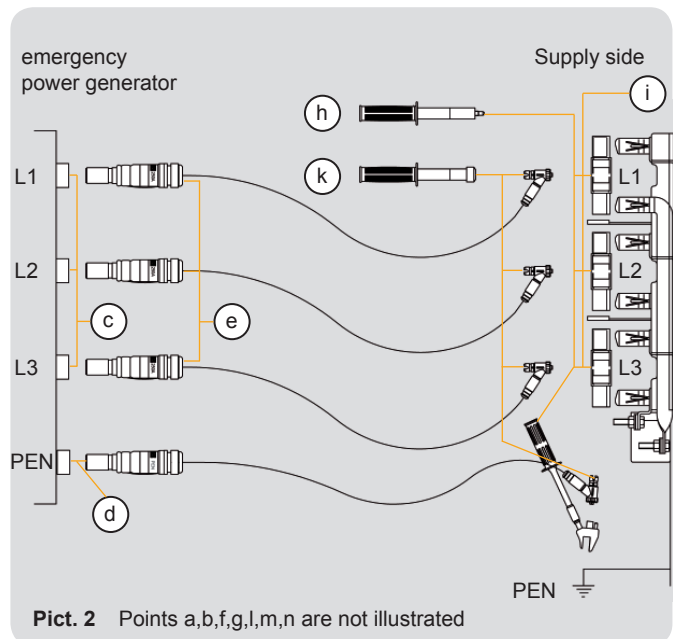 emergency
power generator
Supply side
h
i
k
L1
L1
L2
L2
c
e
L3
L3
PEN
d
PEN
Pict. 2 Points a,b,f,g,l,m,n are not illustrated